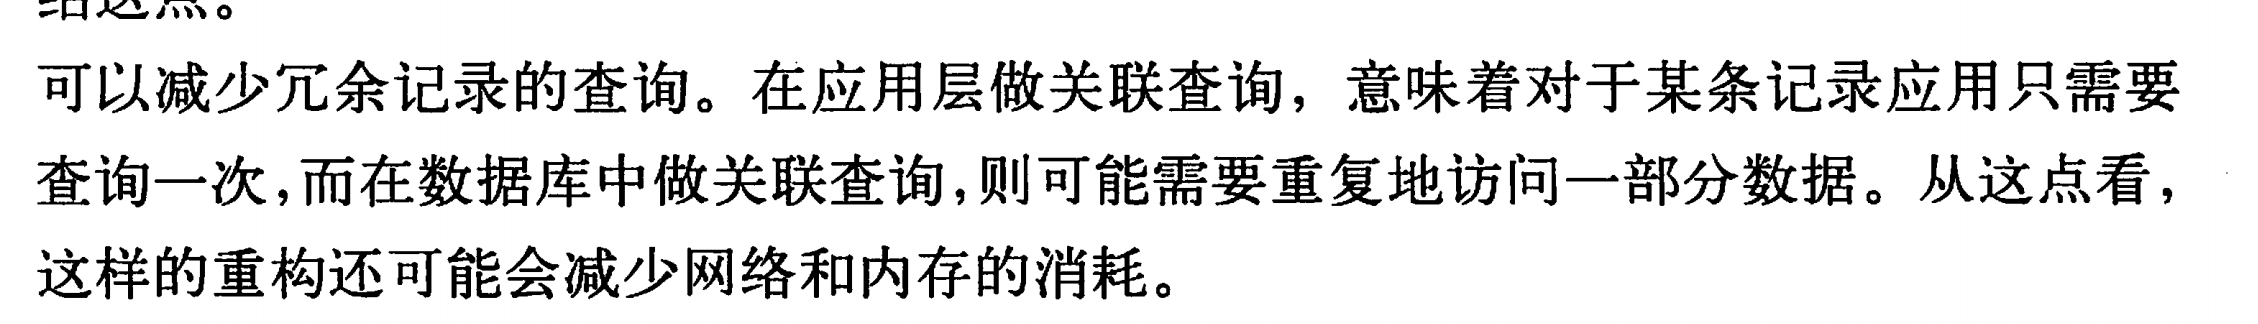 可以减少冗余记录的查询。在应用层做关联查询，意味着对于某条记录应用只需要
查询一次，而在数据库中做关联查询，则可能需要重复地访问一部分数据。从这点看，
这样的重构还可能会减少网络和内存的消耗。